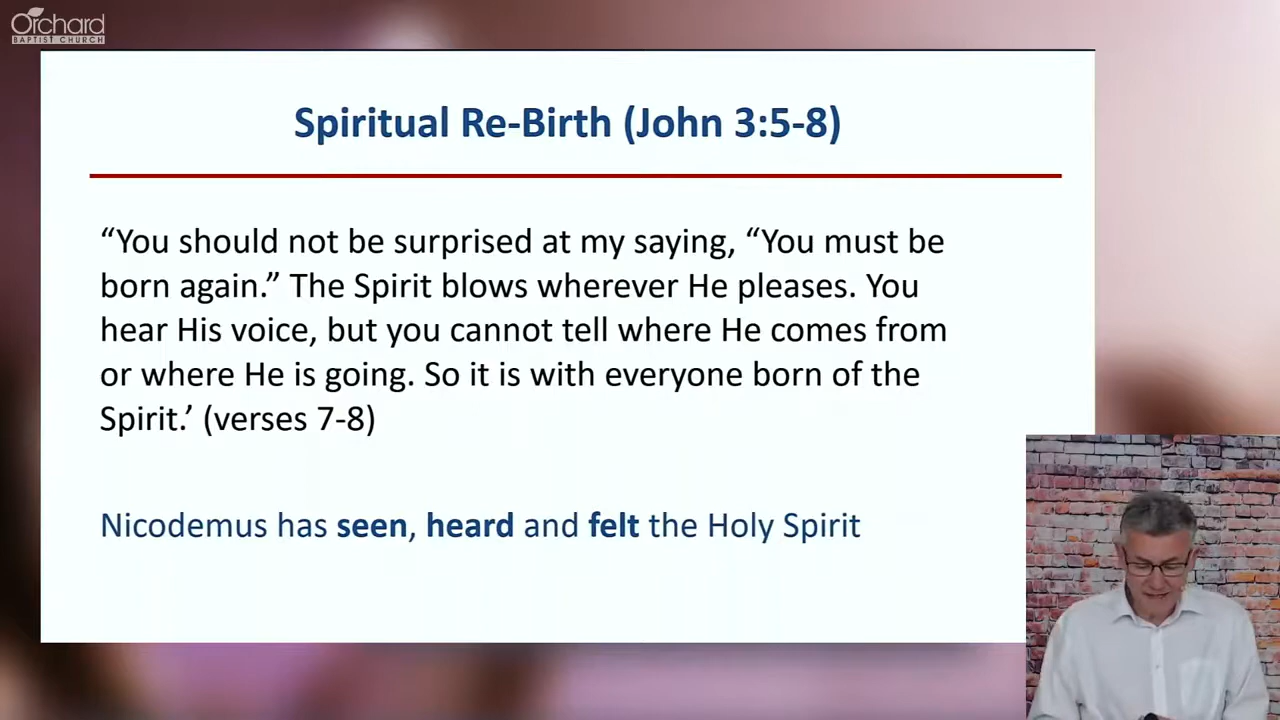 Orchard
BAPTIST CHURCH
Spiritual Re-Birth (John 3:5-8)
“You should not be surprised at my saying, “You must be
born again.” The Spirit blows wherever He pleases. You
hear His voice, but you cannot tell where He comes from
or where He is going. So it is with everyone born of the
Spirit.’ (verses 7-8)
Nicodemus has seen, heard and felt the Holy Spirit